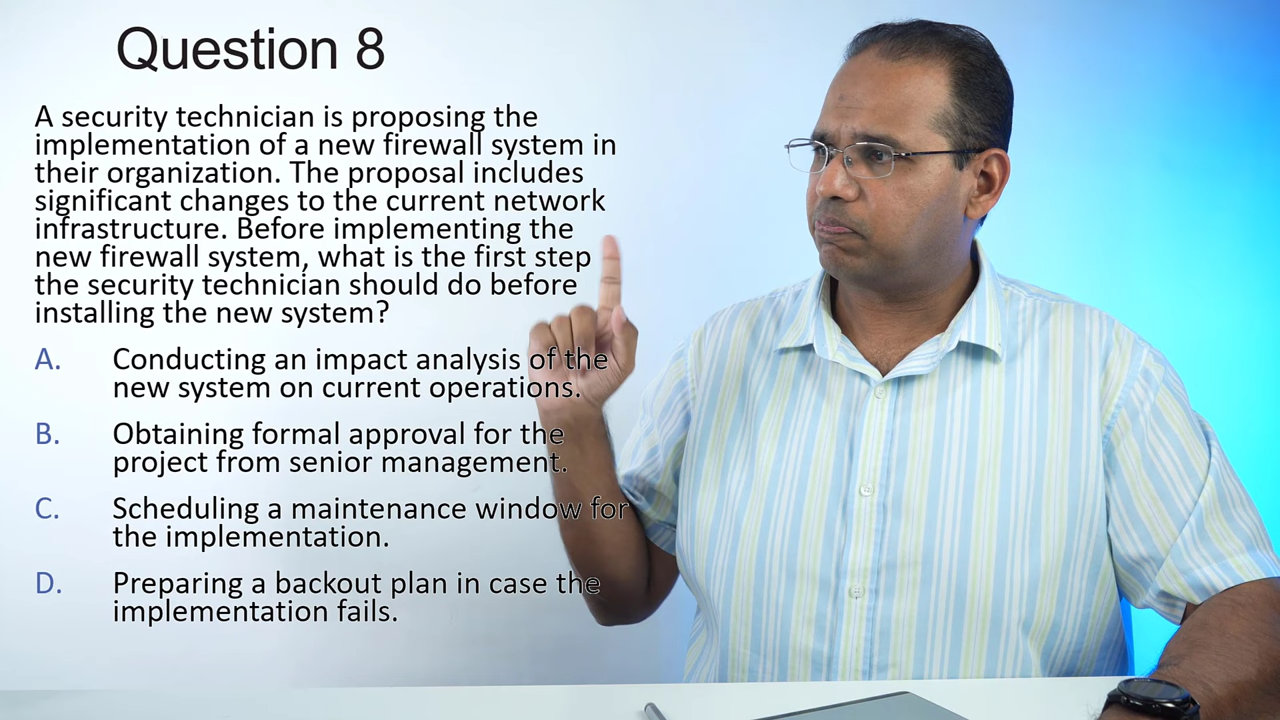 Question 8
A security technician is proposing the
implementation of a new firewall system in
their organization. The proposal includes
significant changes to the current network
infrastructure. Before implementing the
new firewall system, what is the first step
the security technician should do before
installing the new system?
A. Conducting an impact analysis of the
new system on current operations.
B. Obtaining formal approval for the
project from senior management.
C. Scheduling a maintenance window for
the implementation.
D. Preparing a backout plan in case the
implementation fails.